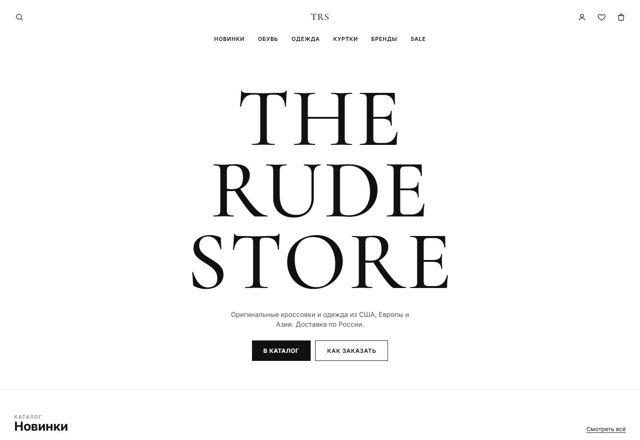 TRS
НОВИНКИ ОБУВЬ ОДЕЖДА КУРТКИ БРЕНДЫ SALE
THE
RUDE
STORE
Оригинальные кроссовки и одежда из США, Европы и
Азии. Доставка по России.
В КАТАЛОГ КАК ЗАКАЗАТЬ
КАТАЛОГ
Новинки
Смотреть всё